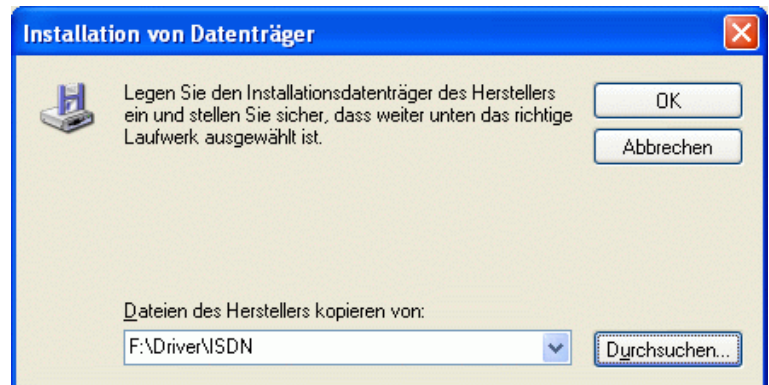 Installation von Datenträger
Legen Sie den Installationsdatenträger des Herstellers
ein und stellen Sie sicher, dass weiter unten das richtige
Laufwerk ausgewählt ist.
OK
Abbrechen
Dateien des Herstellers kopieren von:
F:\Driver\ISDN
Durchsuchen...